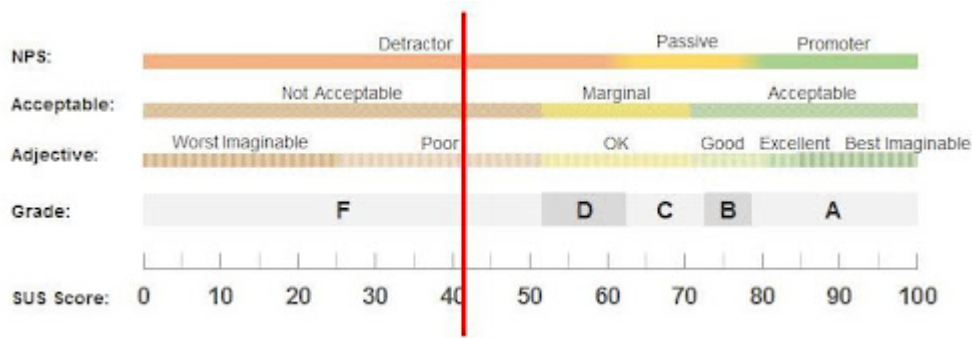 NPS: Detractor Passive Promoter
Acceptable: Not Acceptable Marginal Acceptable
Adjective: Worst Imaginable Poor OK Good Excellent Best Imaginable
Grade: F D C B A
SUS Score: 0 10 20 30 40 50 60 70 80 90 100